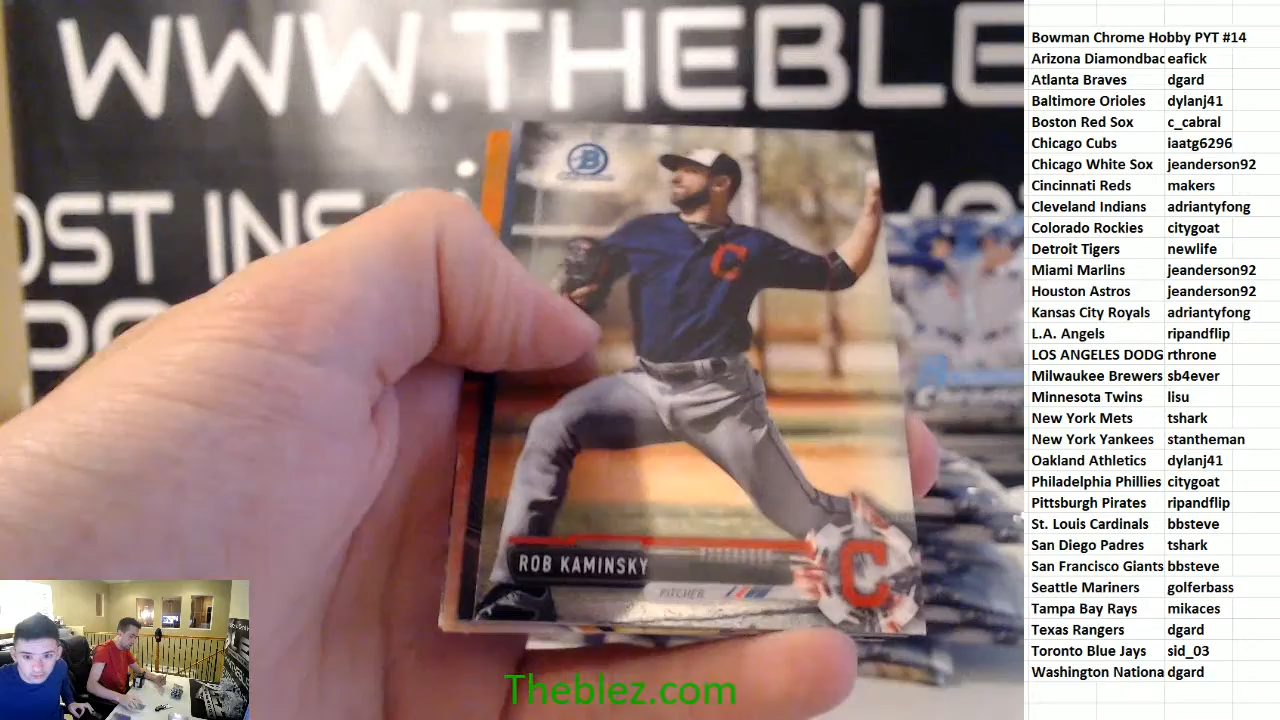 WWW.THEBLE
OST INS
B
ROB KAMINSKY
PITCHER
C
C
Theblez.com
Bowman Chrome Hobby PYT #14
Arizona Diamondbac eafick
Atlanta Braves dgard
Baltimore Orioles dylanj41
Boston Red Sox c_cabral
Chicago Cubs iaatg6296
Chicago White Sox jeanderson92
Cincinnati Reds makers
Cleveland Indians adriantyfong
Colorado Rockies citygoat
Detroit Tigers newlife
Miami Marlins jeanderson92
Houston Astros jeanderson92
Kansas City Royals adriantyfong
L.A. Angels ripandflip
LOS ANGELES DODG rthrone
Milwaukee Brewers sb4ever
Minnesota Twins lisu
New York Mets tshark
New York Yankees stantheman
Oakland Athletics dylanj41
Philadelphia Phillies citygoat
Pittsburgh Pirates ripandflip
St. Louis Cardinals bbsteve
San Diego Padres tshark
San Francisco Giants bbsteve
Seattle Mariners golferbass
Tampa Bay Rays mikaces
Texas Rangers dgard
Toronto Blue Jays sid_03
Washington Nationa dgard